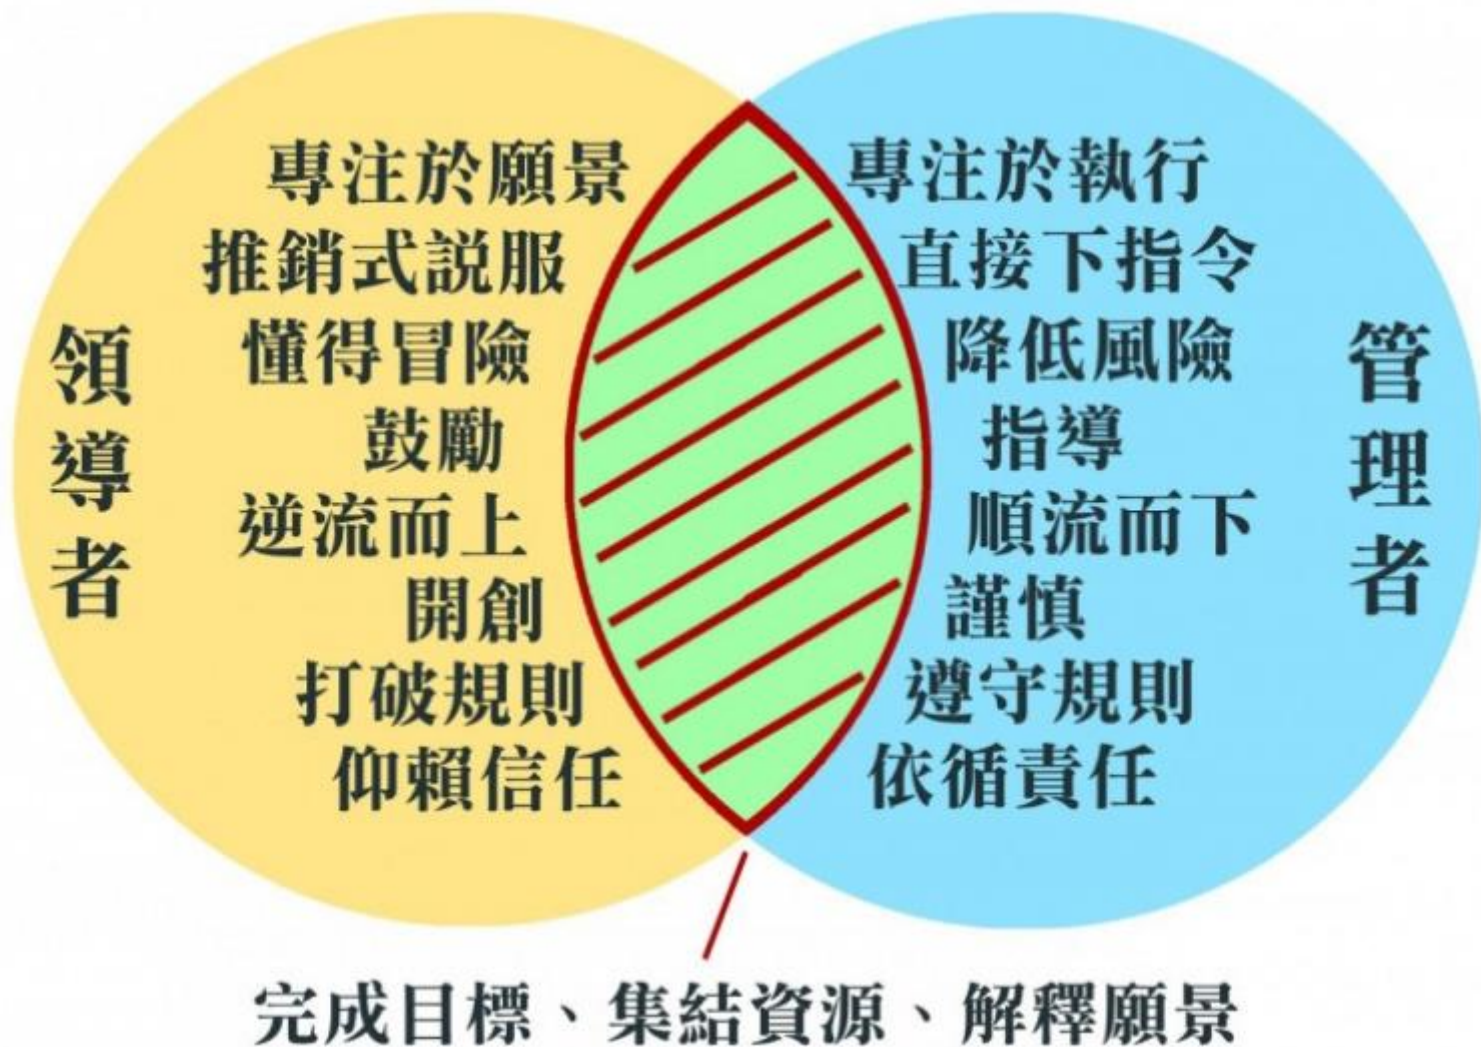 領導者
專注於願景
推銷式説服
懂得冒險
鼓勵
逆流而上
開創
打破規則
仰賴信任
專注於執行
直接下指令
降低風險
指導
順流而下
謹慎
遵守規則
依循責任
管理者
完成目標、集結資源、解釋願景